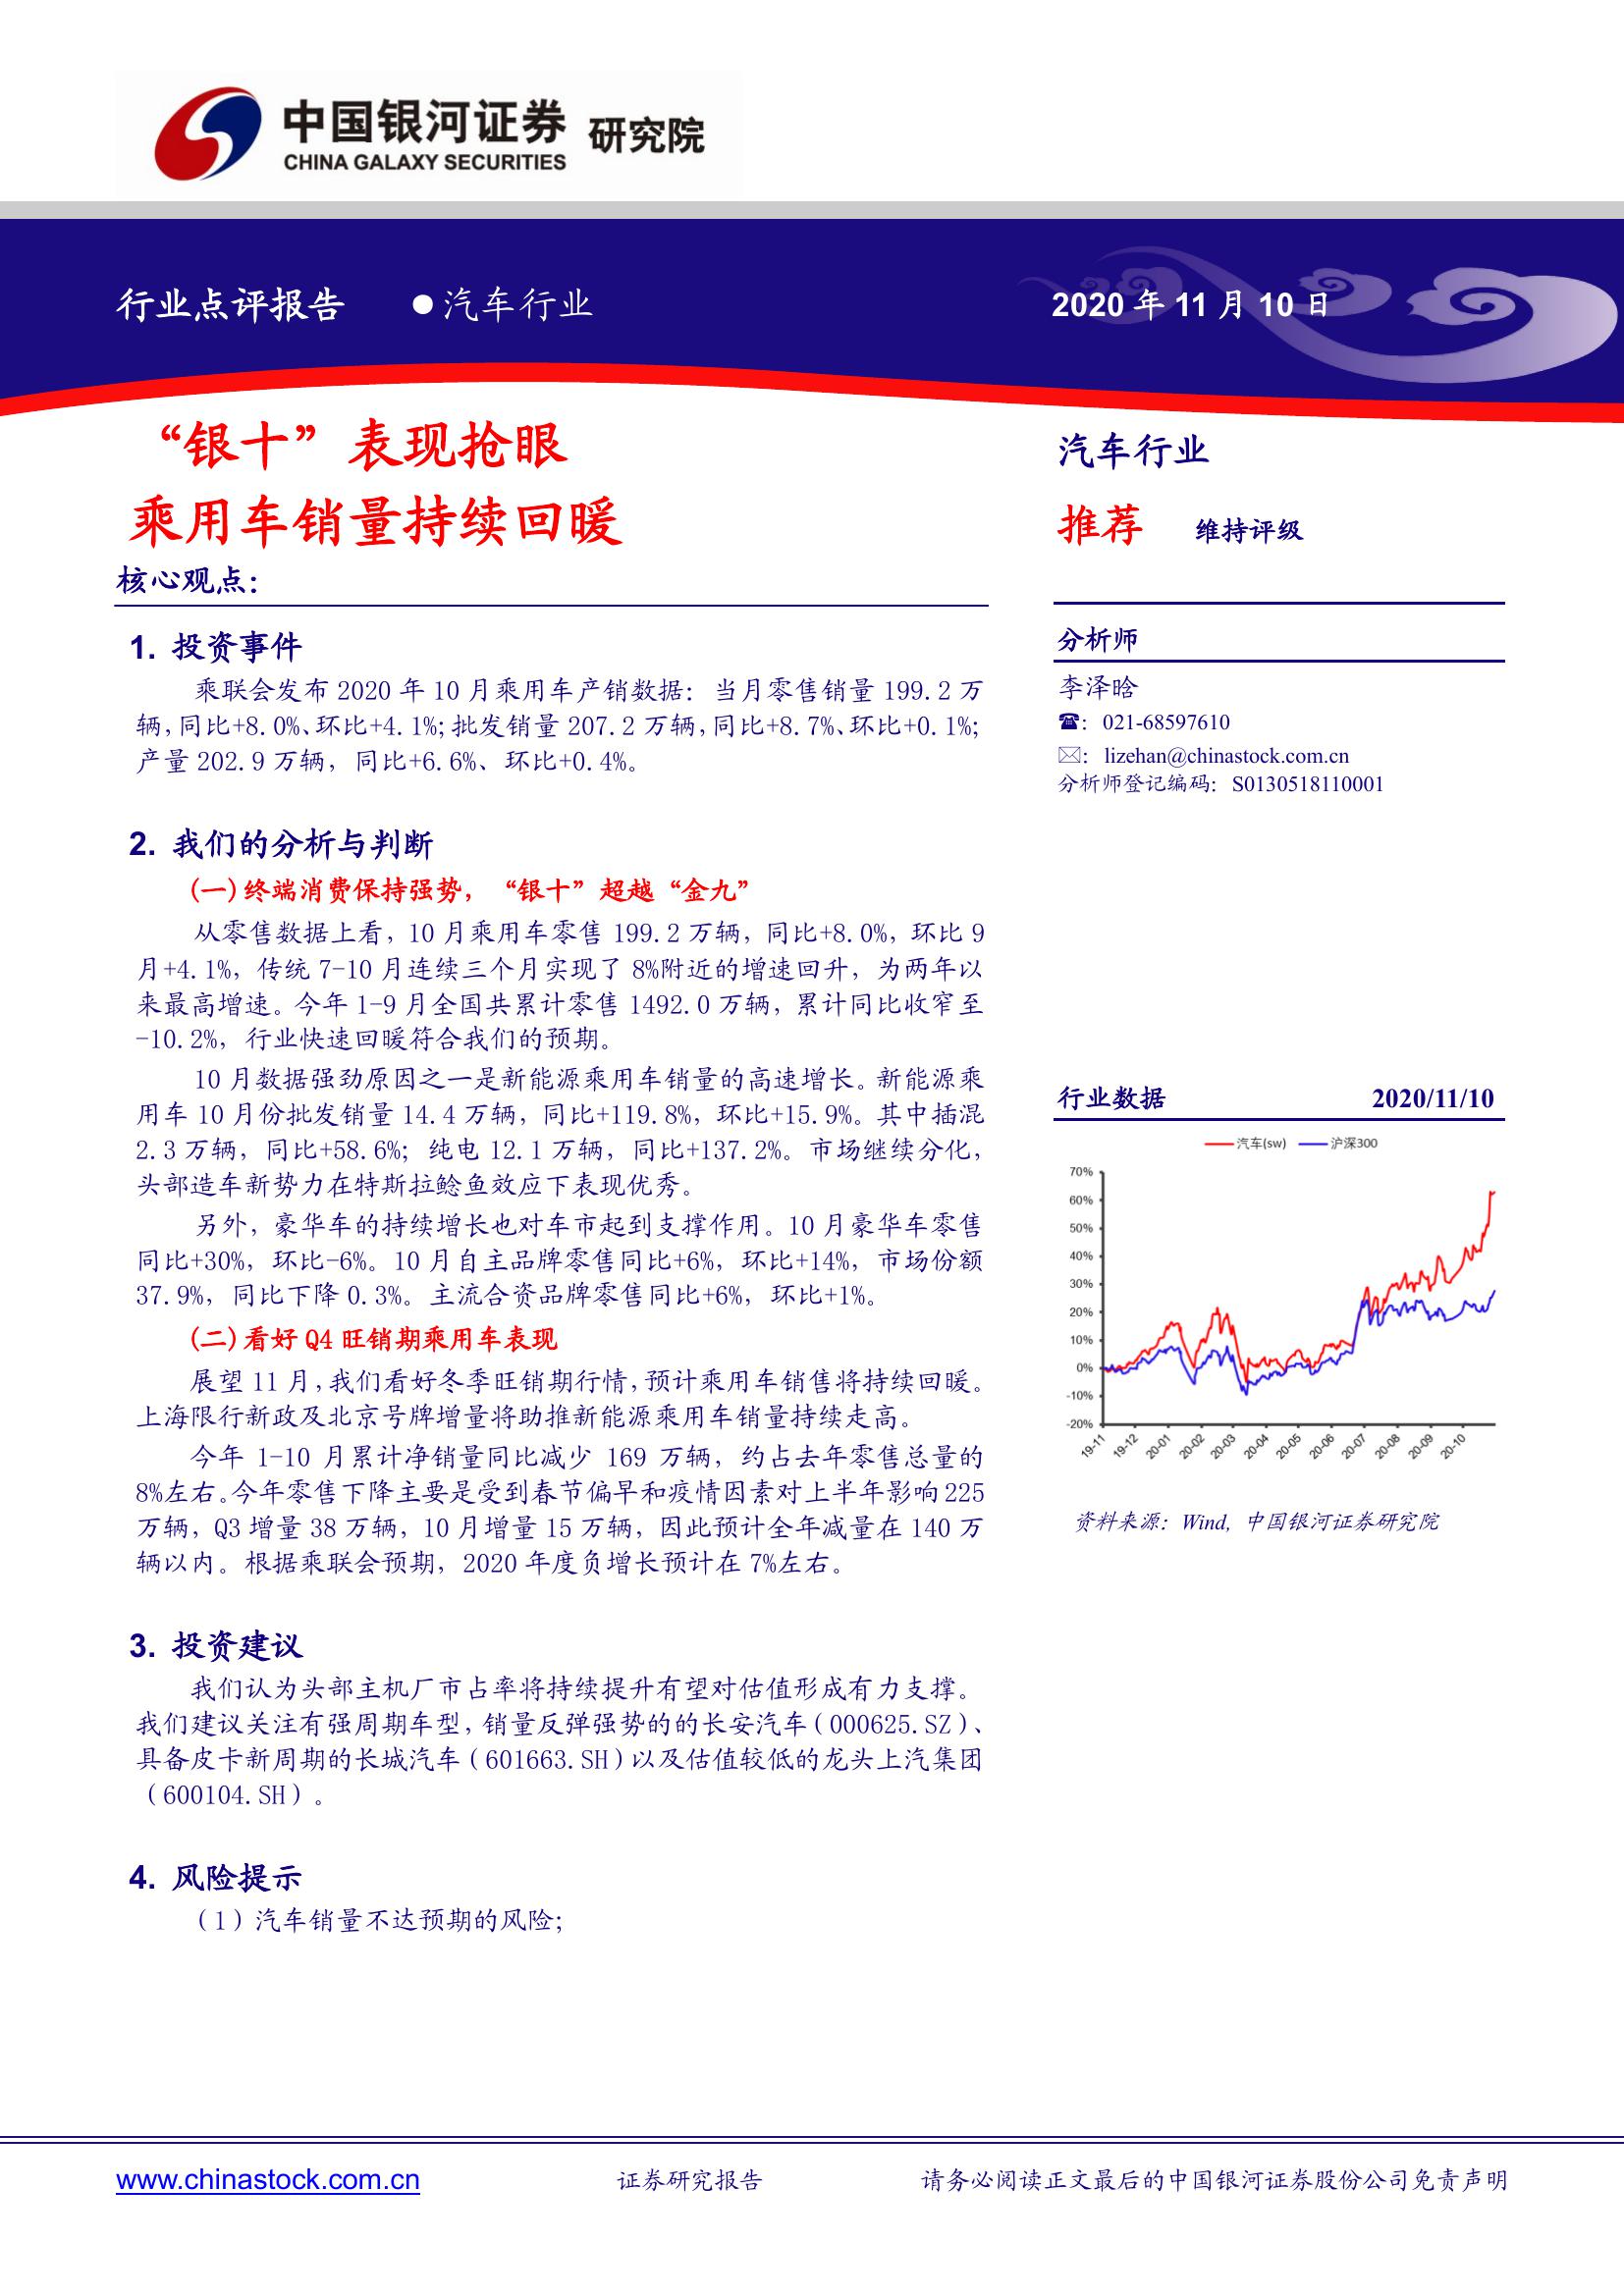 中国银河证券 研究院
CHINA GALAXY SECURITIES
行业点评报告 ●汽车行业
2020 年 11 月 10 日
“银十”表现抢眼
乘用车销量持续回暖
核心观点：
1. 投资事件
乘联会发布 2020 年 10 月乘用车产销数据：当月零售销量 199.2 万
辆，同比+8.0%、环比+4.1%；批发销量 207.2 万辆，同比+8.7%、环比+0.1%；
产量 202.9 万辆，同比+6.6%、环比+0.4%。
2. 我们的分析与判断
(一)终端消费保持强势，“银十”超越“金九”
从零售数据上看，10 月乘用车零售 199.2 万辆，同比+8.0%，环比 9
月+4.1%，传统 7-10 月连续三个月实现了 8%附近的增速回升，为两年以
来最高增速。今年 1-9 月全国共累计零售 1492.0 万辆，累计同比收窄至
-10.2%，行业快速回暖符合我们的预期。
10 月数据强劲原因之一是新能源乘用车销量的高速增长。新能源乘
用车 10 月份批发销量 14.4 万辆，同比+119.8%，环比+15.9%。其中插混
2.3 万辆，同比+58.6%；纯电 12.1 万辆，同比+137.2%。市场继续分化，
头部造车新势力在特斯拉鲶鱼效应下表现优秀。
另外，豪华车的持续增长也对车市起到支撑作用。10 月豪华车零售
同比+30%，环比-6%。10 月自主品牌零售同比+6%，环比+14%，市场份额
37.9%，同比下降 0.3%。主流合资品牌零售同比+6%，环比+1%。
(二)看好 Q4 旺销期乘用车表现
展望 11 月，我们看好冬季旺销期行情，预计乘用车销售将持续回暖。
上海限行新政及北京号牌增量将助推新能源乘用车销量持续走高。
今年 1-10 月累计净销量同比减少 169 万辆，约占去年零售总量的
8%左右。今年零售下降主要是受到春节偏早和疫情因素对上半年影响 225
万辆，Q3 增量 38 万辆，10 月增量 15 万辆，因此预计全年减量在 140 万
辆以内。根据乘联会预期，2020 年度负增长预计在 7%左右。
3. 投资建议
我们认为头部主机厂市占率将持续提升有望对估值形成有力支撑。
我们建议关注有强周期车型，销量反弹强势的的长安汽车（000625.SZ）、
具备皮卡新周期的长城汽车（601663.SH）以及估值较低的龙头上汽集团
（600104.SH）。
4. 风险提示
（1）汽车销量不达预期的风险；
汽车行业
推荐 维持评级
分析师
李泽晗
☎：021-68597610
✉：lizehan@chinastock.com.cn
分析师登记编码：S0130518110001
行业数据 2020/11/10
汽车(sw) 沪深300
70%
60%
50%
40%
30%
20%
10%
0%
-10%
-20%
19-11 19-12 20-01 20-02 20-03 20-04 20-05 20-06 20-07 20-08 20-09 20-10
资料来源：Wind, 中国银河证券研究院
www.chinastock.com.cn 证券研究报告 请务必阅读正文最后的中国银河证券股份公司免责声明